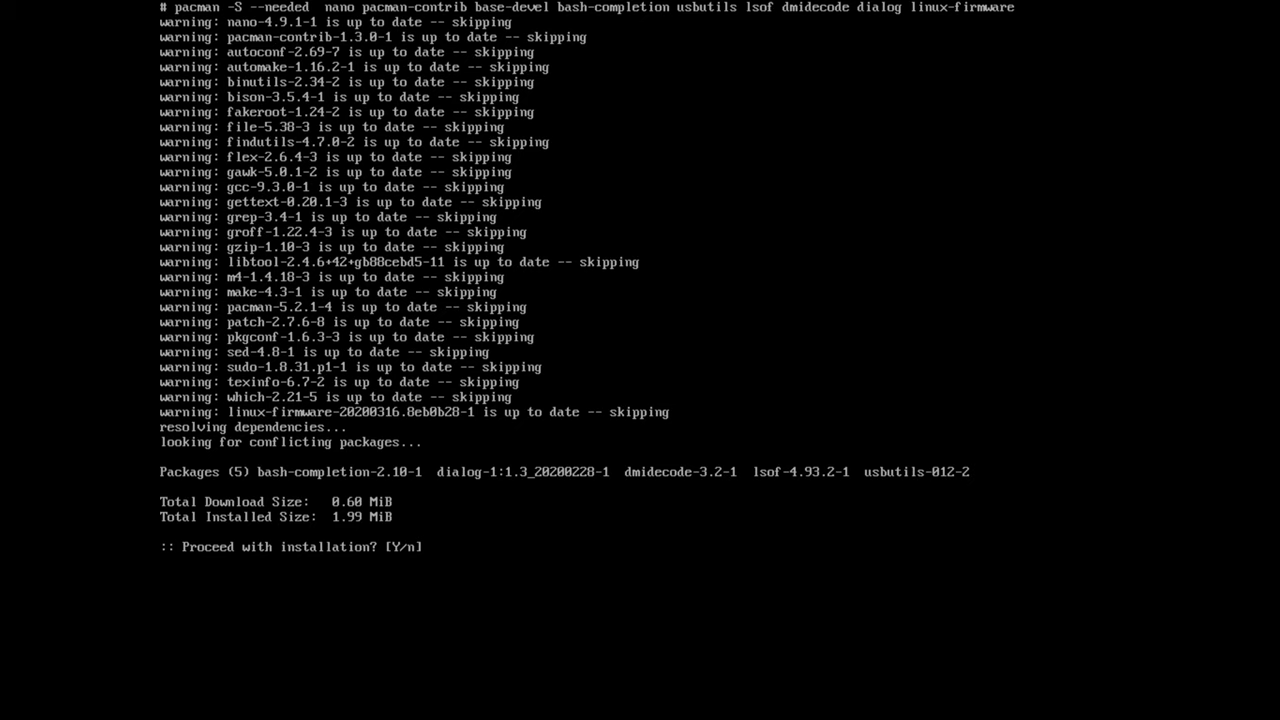 # pacman -S --needed  nano pacman-contrib base-devel bash-completion usbutils lsof dmidecode dialog linux-firmware
warning: nano-4.9.1-1 is up to date -- skipping
warning: pacman-contrib-1.3.0-1 is up to date -- skipping
warning: autoconf-2.69-7 is up to date -- skipping
warning: automake-1.16.2-1 is up to date -- skipping
warning: binutils-2.34-2 is up to date -- skipping
warning: bison-3.5.4-1 is up to date -- skipping
warning: fakeroot-1.24-2 is up to date -- skipping
warning: file-5.38-3 is up to date -- skipping
warning: findutils-4.7.0-2 is up to date -- skipping
warning: flex-2.6.4-3 is up to date -- skipping
warning: gawk-5.0.1-2 is up to date -- skipping
warning: gcc-9.3.0-1 is up to date -- skipping
warning: gettext-0.20.1-3 is up to date -- skipping
warning: grep-3.4-1 is up to date -- skipping
warning: groff-1.22.4-3 is up to date -- skipping
warning: gzip-1.10-3 is up to date -- skipping
warning: libtool-2.4.6+42+gb88cebd5-11 is up to date -- skipping
warning: m4-1.4.18-3 is up to date -- skipping
warning: make-4.3-1 is up to date -- skipping
warning: pacman-5.2.1-4 is up to date -- skipping
warning: patch-2.7.6-8 is up to date -- skipping
warning: pkgconf-1.6.3-3 is up to date -- skipping
warning: sed-4.8-1 is up to date -- skipping
warning: sudo-1.8.31.p1-1 is up to date -- skipping
warning: texinfo-6.7-2 is up to date -- skipping
warning: which-2.21-5 is up to date -- skipping
warning: linux-firmware-20200316.8eb0b28-1 is up to date -- skipping
resolving dependencies...
looking for conflicting packages...
Packages (5) bash-completion-2.10-1  dialog-1:1.3_20200228-1  dmidecode-3.2-1  lsof-4.93.2-1  usbutils-012-2
Total Download Size:   0.60 MiB
Total Installed Size:  1.99 MiB
:: Proceed with installation? [Y/n]